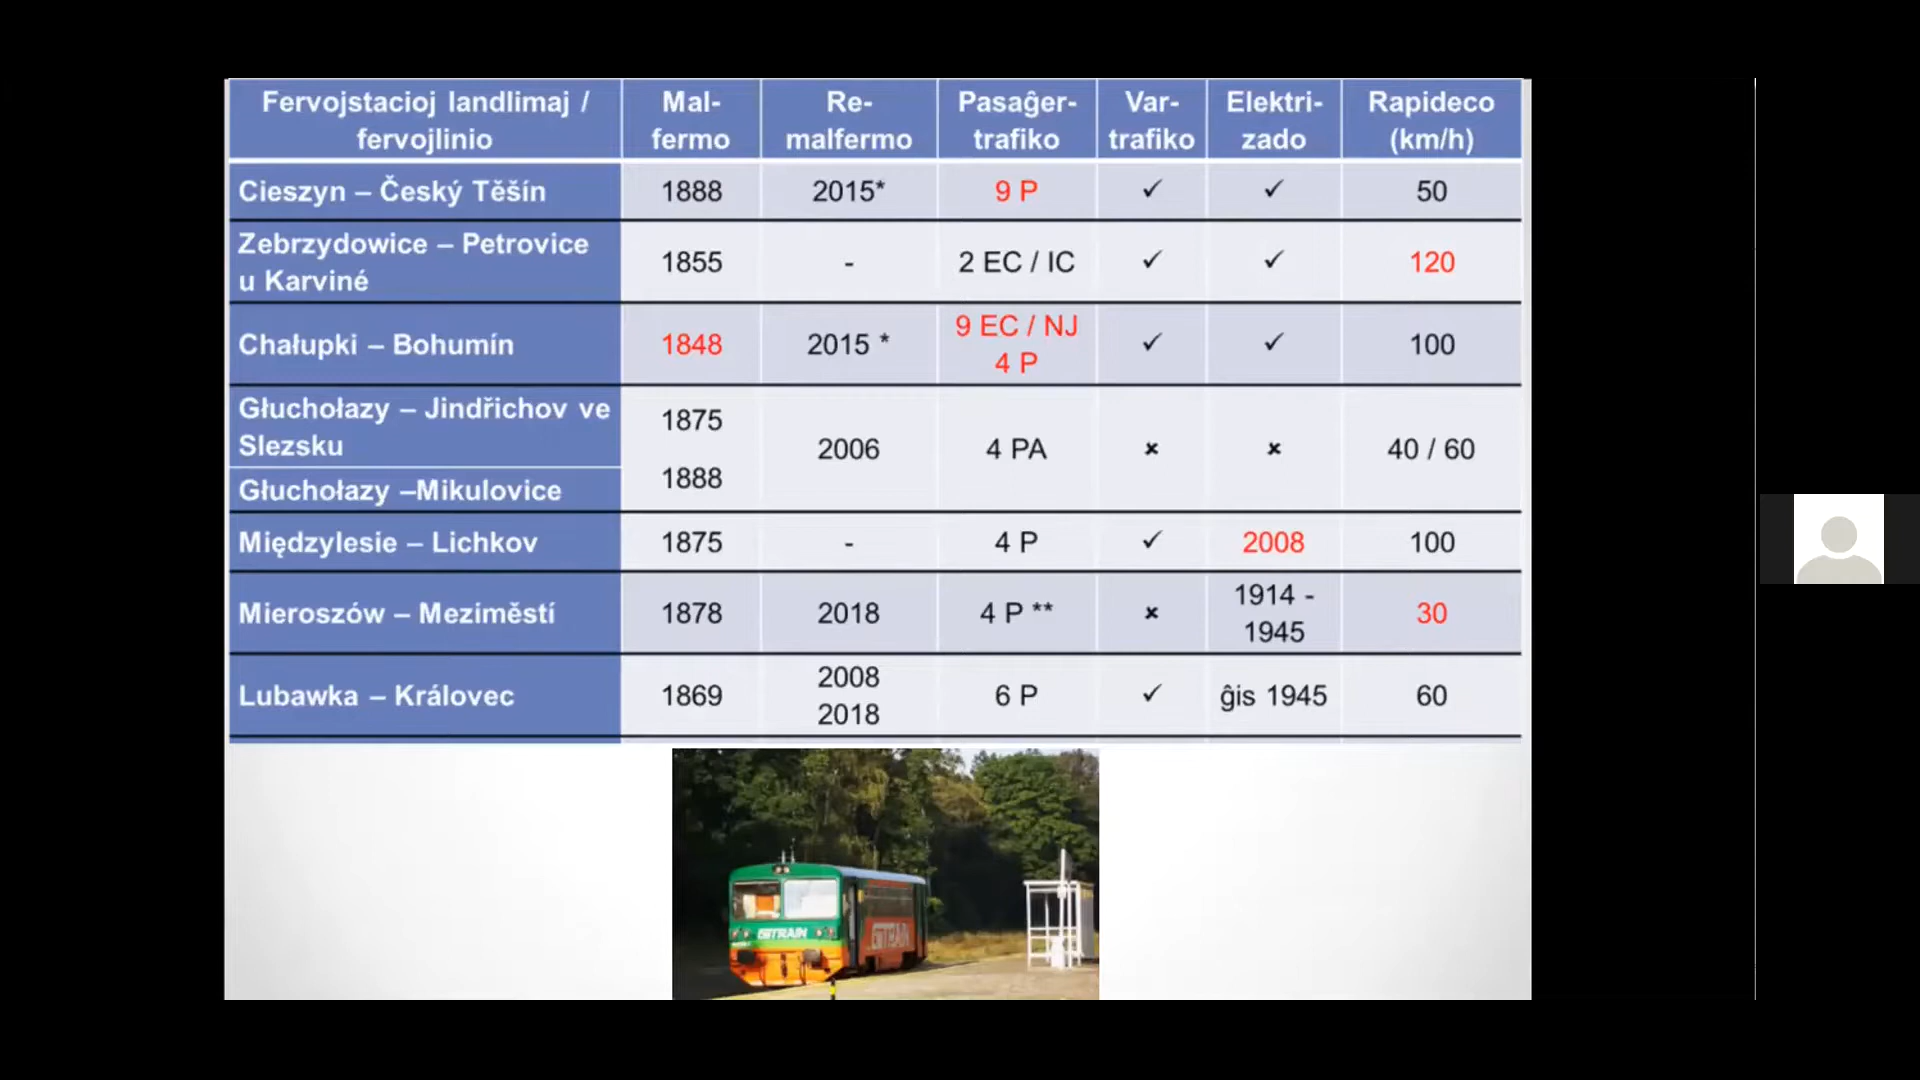 Fervojstacioj landlimaj /
fervojlinio
Mal-
fermo
Re-
malfermo
Pasaĝer-
trafiko
Var-
trafiko
Elektri-
zado
Rapideco
(km/h)
Cieszyn – Český Těšín 1888 2015* 9 P ✓ ✓ 50
Zebrzydowice – Petrovice
u Karviné
1855 - 2 EC / IC ✓ ✓ 120
Chałupki – Bohumín 1848 2015 * 9 EC / NJ
4 P
✓ ✓ 100
Głuchołazy – Jindřichov ve
Slezsku
1875
Głuchołazy –Mikulovice
1888
2006 4 PA × × 40 / 60
Międzylesie – Lichkov 1875 - 4 P ✓ 2008 100
Mieroszów – Meziměstí 1878 2018 4 P ** × 1914 -
1945
30
Lubawka – Královec 1869 2008
2018
6 P ✓ ĝis 1945 60
GWTRAIN
GWTRAIN